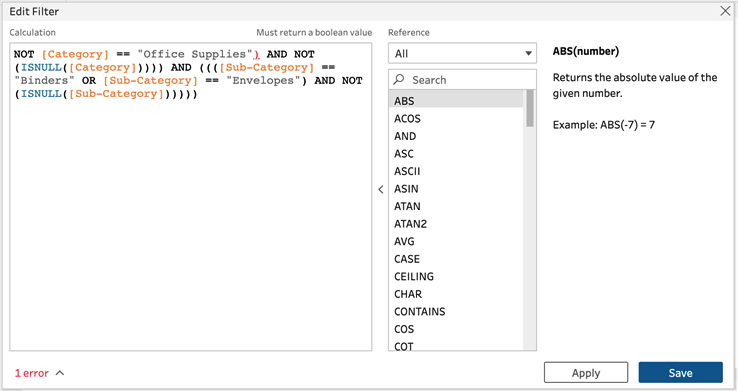 Edit Filter
Calculation
Must return a boolean value
NOT [Category] == "Office Supplies") AND NOT
(ISNULL([Category]))) AND ((([Sub-Category] ==
"Binders" OR [Sub-Category] == "Envelopes") AND NOT
(ISNULL([Sub-Category])))))
Reference
All
Search
ABS
ACOS
AND
ASC
ASCII
ASIN
ATAN
ATAN2
AVG
CASE
CEILING
CHAR
CONTAINS
COS
COT
ABS(number)
Returns the absolute value of the
given number.
Example: ABS(-7) = 7
1 error
Apply
Save